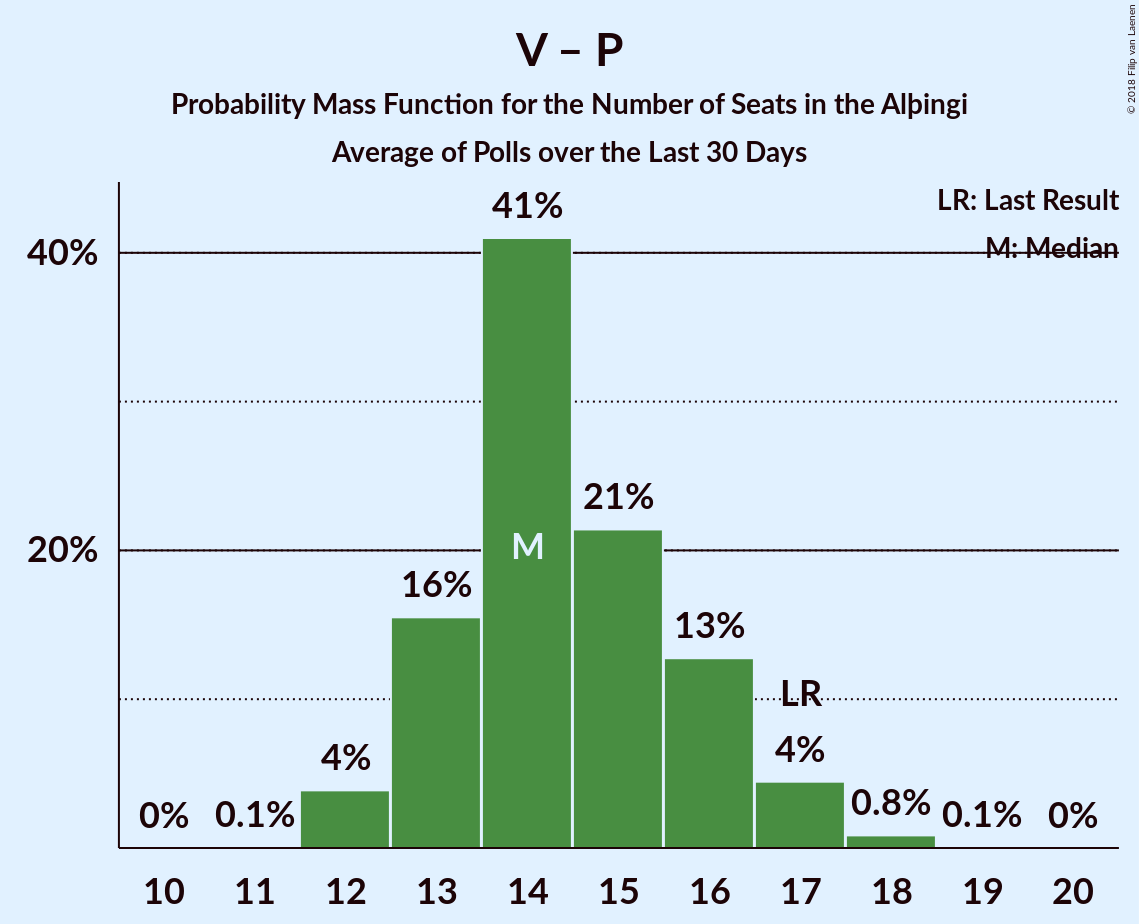 V – P
Probability Mass Function for the Number of Seats in the Alþingi
Average of Polls over the Last 30 Days
© 2018 Filip van Laenen
LR: Last Result
M: Median
40%
20%
0%
0.1%
4%
16%
41%
M
21%
13%
LR
4%
0.8%
0.1%
0%
10 11 12 13 14 15 16 17 18 19 20